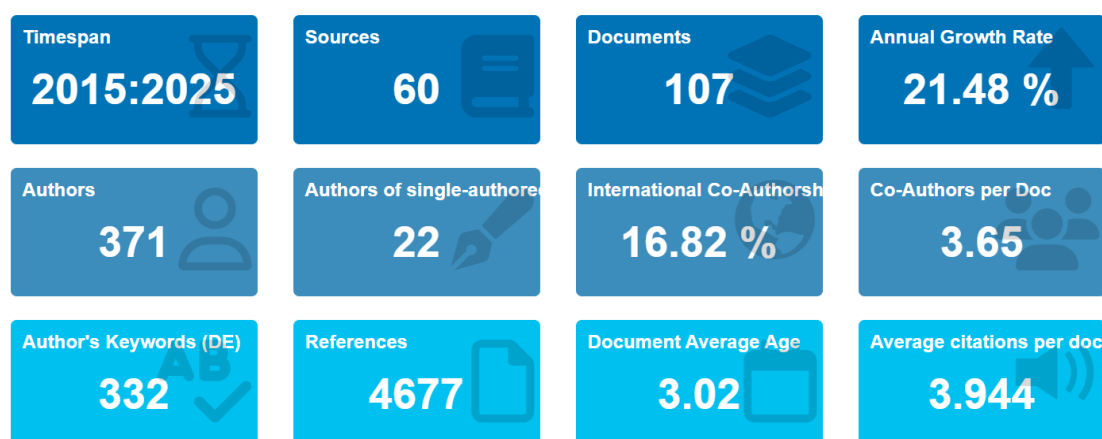 Timespan
2015:2025
Sources
60
Documents
107
Annual Growth Rate
21.48 %
Authors
371
Authors of single-authored
22
International Co-Authorsh
16.82 %
Co-Authors per Doc
3.65
Author's Keywords (DE)
332
References
4677
Document Average Age
3.02
Average citations per doc
3.944
AB